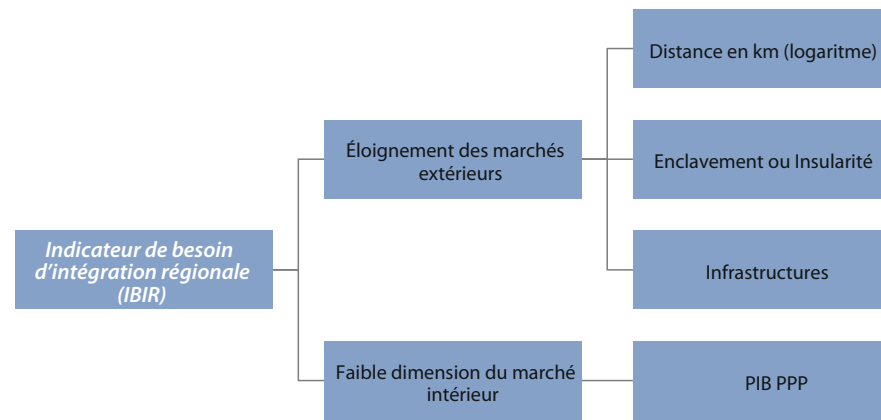 Distance en km (logaritme)
Éloignement des marchés
extérieurs
Enclavement ou Insularité
Indicateur de besoin
d'intégration régionale
(IBIR)
Infrastructures
Faible dimension du marché
intérieur
PIB PPP